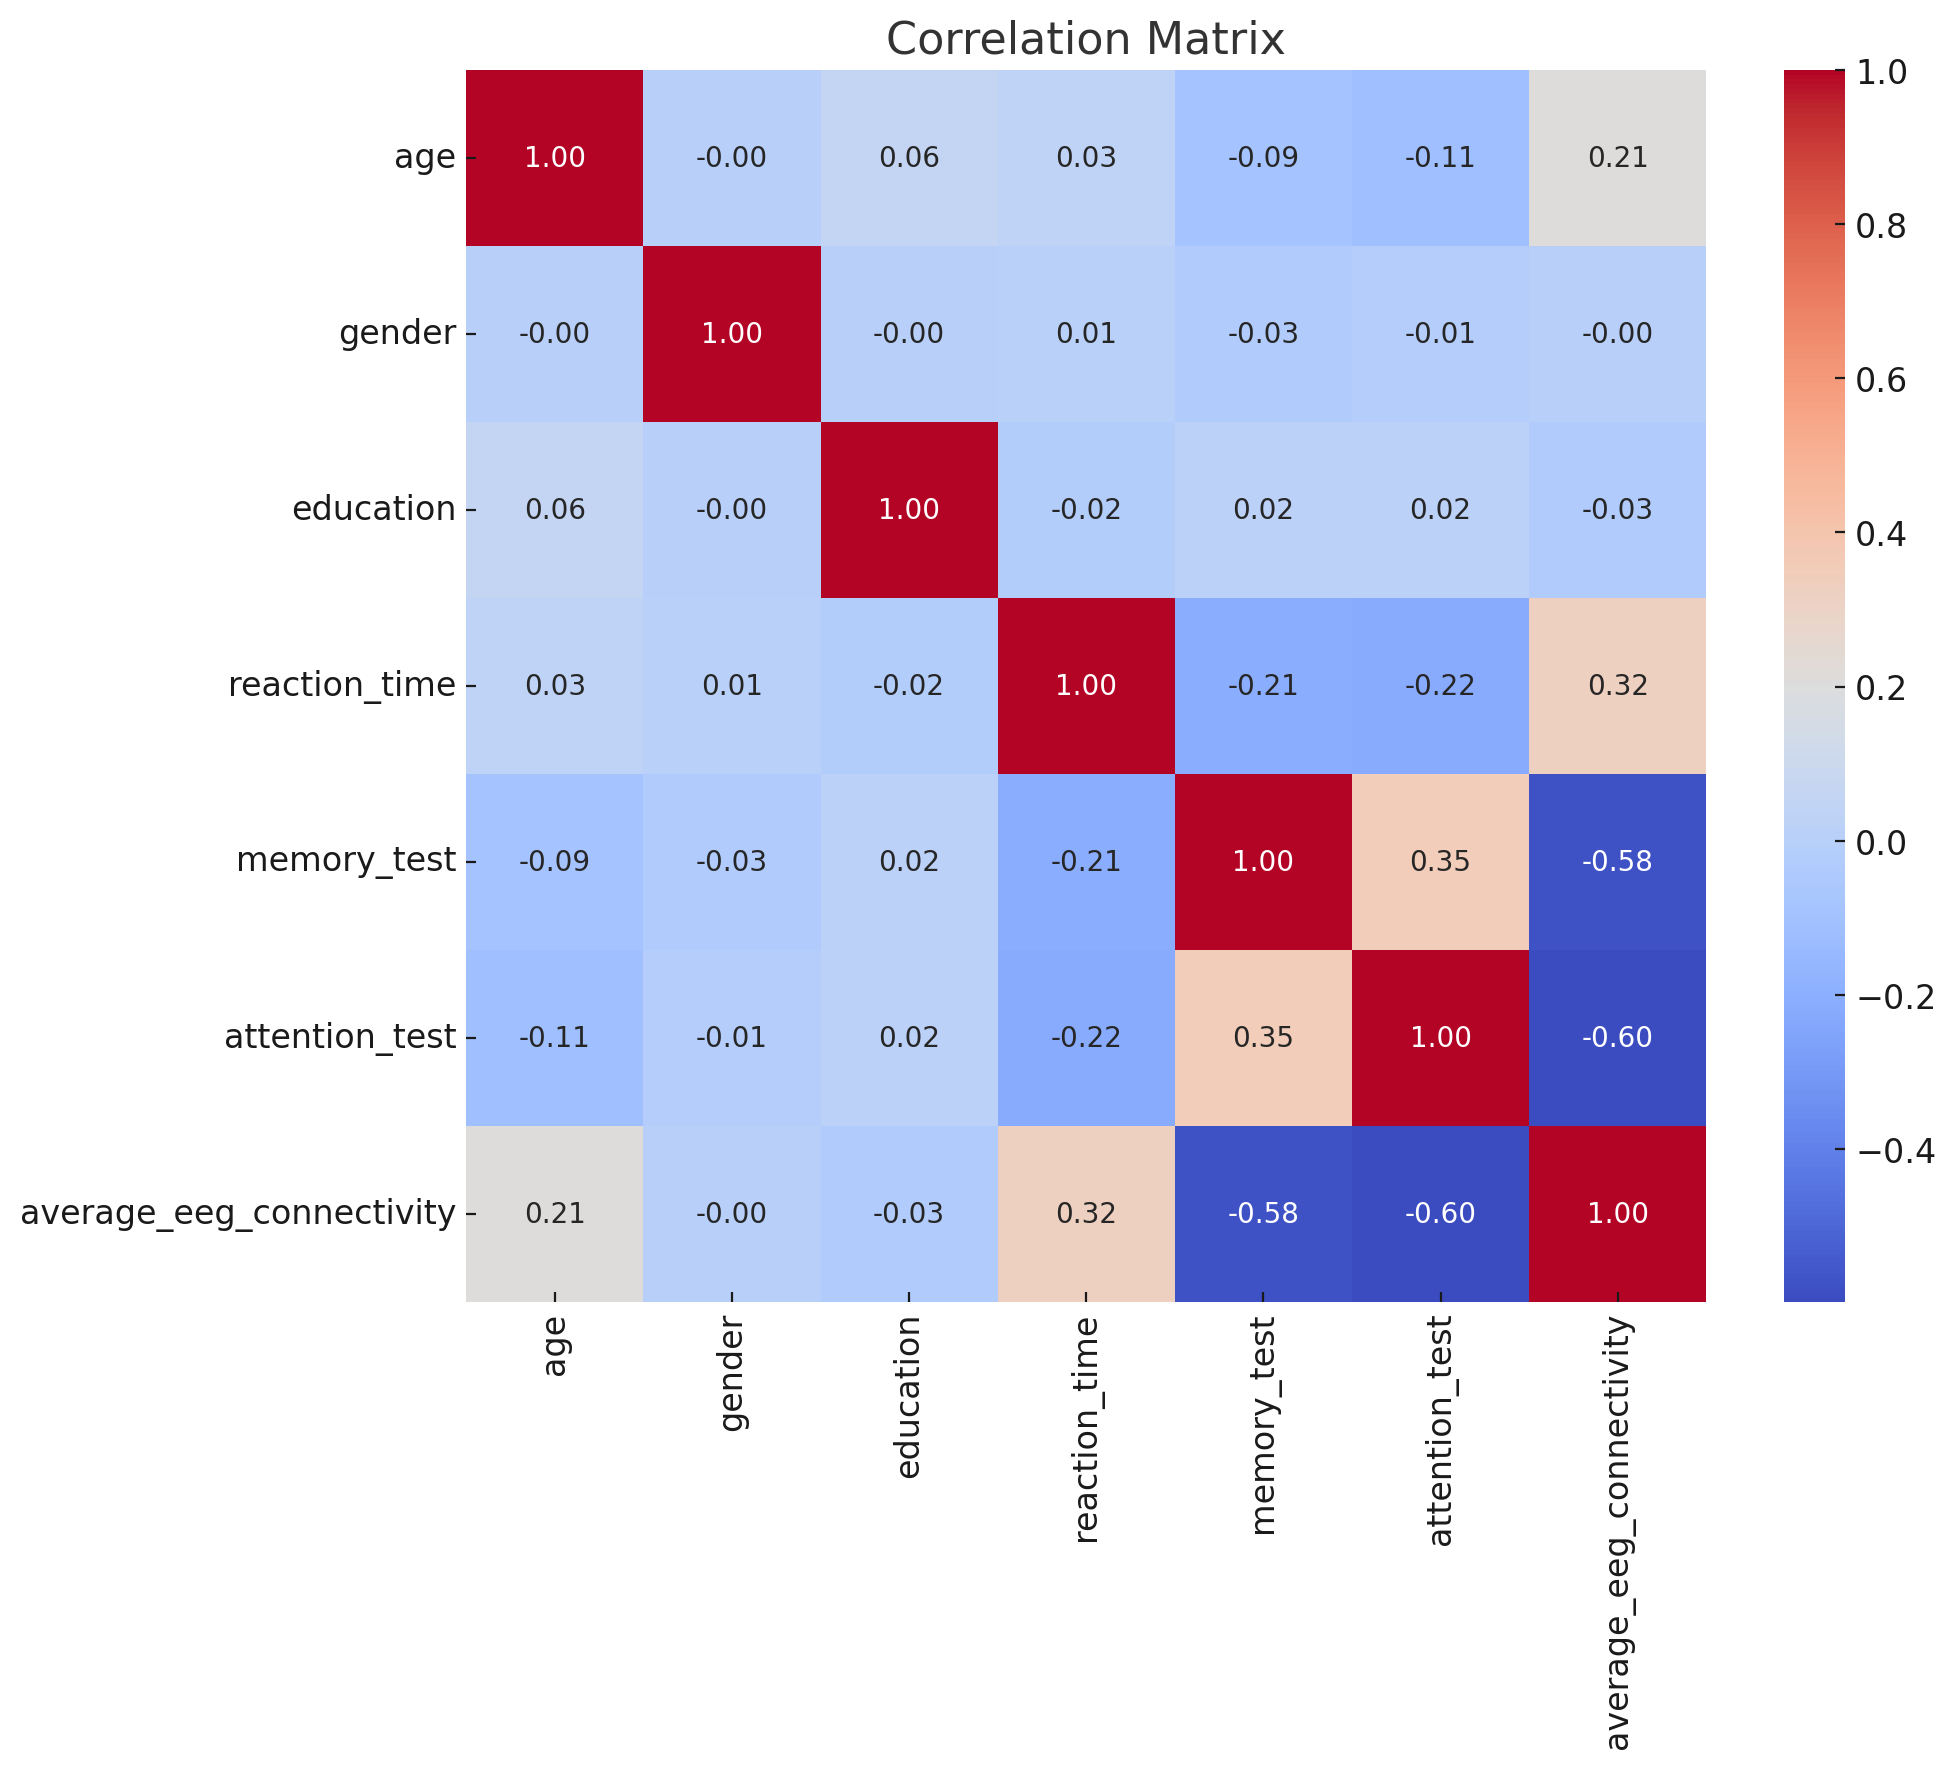 Correlation Matrix
age 1.00 -0.00 0.06 0.03 -0.09 -0.11 0.21
gender -0.00 1.00 -0.00 0.01 -0.03 -0.01 -0.00
education 0.06 -0.00 1.00 -0.02 0.02 0.02 -0.03
reaction_time 0.03 0.01 -0.02 1.00 -0.21 -0.22 0.32
memory_test -0.09 -0.03 0.02 -0.21 1.00 0.35 -0.58
attention_test -0.11 -0.01 0.02 -0.22 0.35 1.00 -0.60
average_eeg_connectivity 0.21 -0.00 -0.03 0.32 -0.58 -0.60 1.00
age
gender
education
reaction_time
memory_test
attention_test
average_eeg_connectivity
1.0
0.8
0.6
0.4
0.2
0.0
−0.2
−0.4